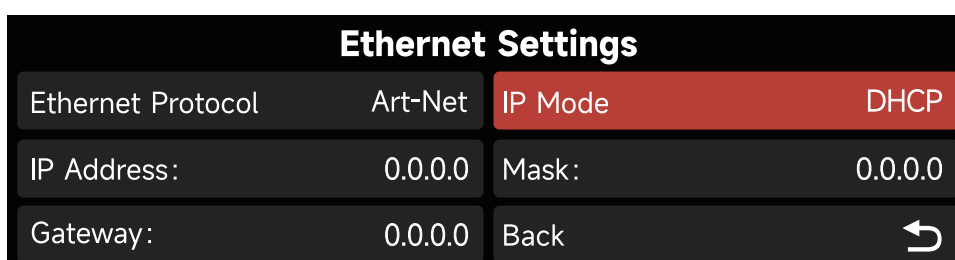 Ethernet Settings
Ethernet Protocol Art-Net IP Mode DHCP
IP Address: 0.0.0.0 Mask: 0.0.0.0
Gateway: 0.0.0.0 Back